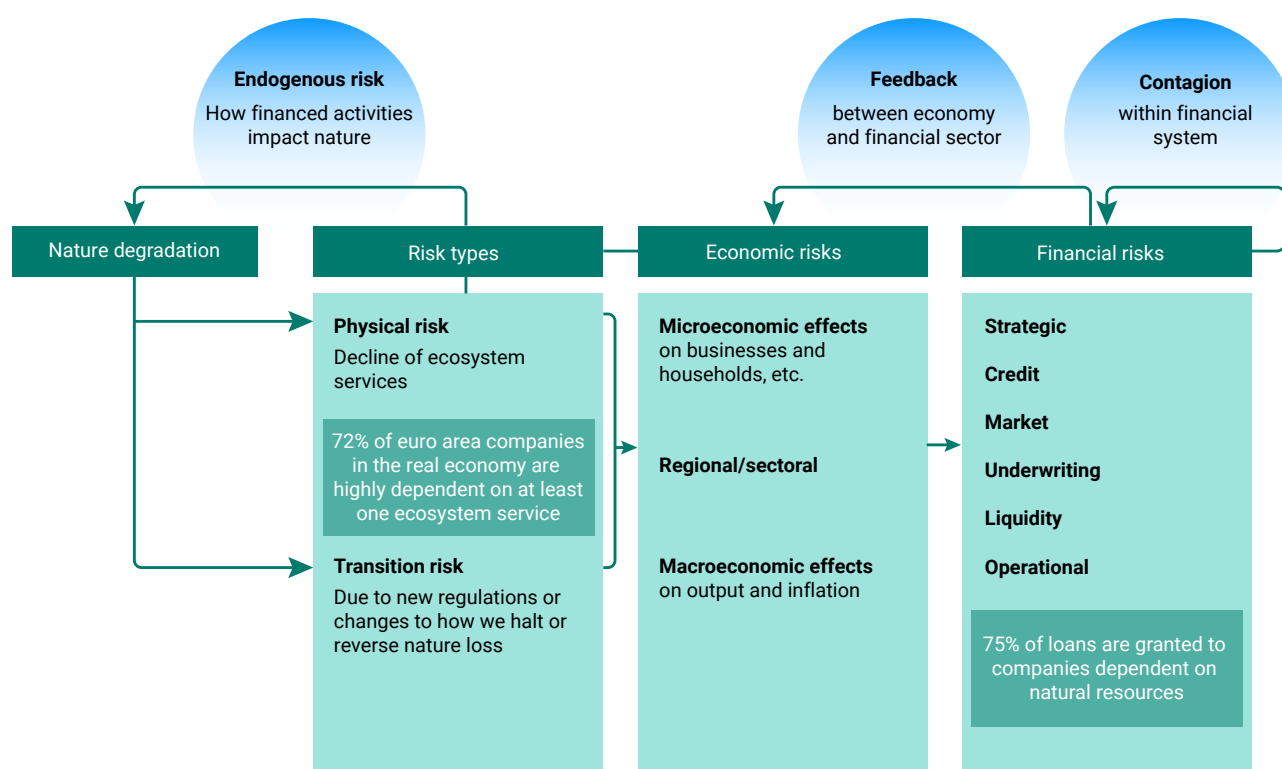 Endogenous risk
How financed activities
impact nature
Feedback
between economy
and financial sector
Contagion
within financial
system
Nature degradation
Risk types
Economic risks
Financial risks
Physical risk
Decline of ecosystem
services
72% of euro area companies
in the real economy are
highly dependent on at least
one ecosystem service
Transition risk
Due to new regulations or
changes to how we halt or
reverse nature loss
Microeconomic effects
on businesses and
households, etc.
Regional/sectoral
Macroeconomic effects
on output and inflation
Strategic
Credit
Market
Underwriting
Liquidity
Operational
75% of loans are granted to
companies dependent on
natural resources